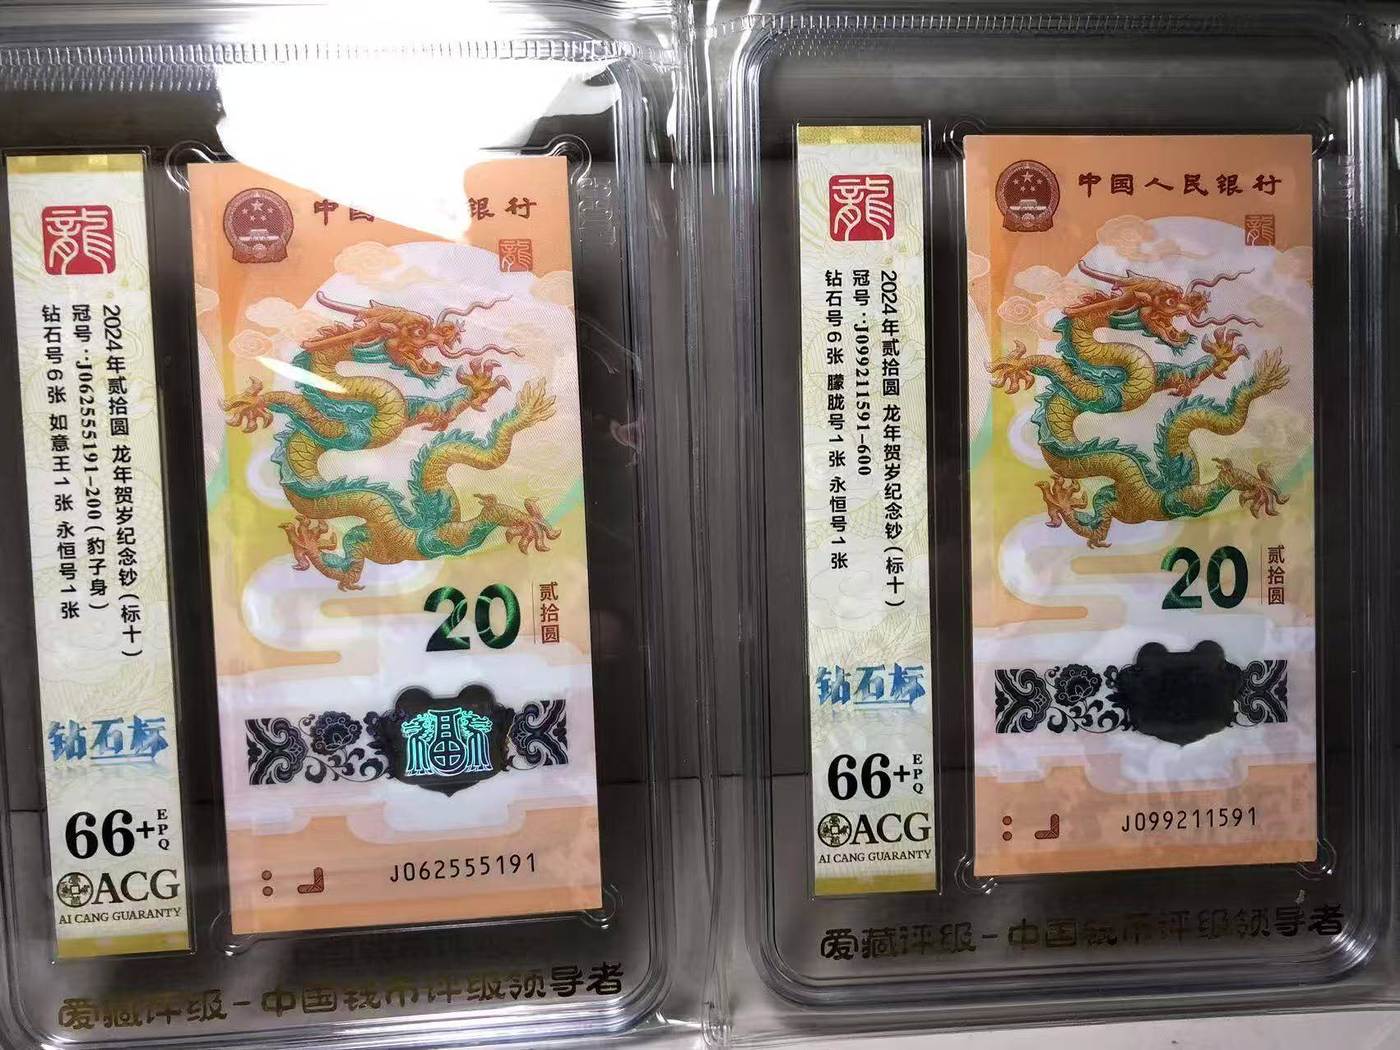 龍
2024年贰拾圆 龙年贺岁纪念钞(标十)
冠号:J062555191-200(豹子身)
钻石号6张 如意王1张 永恒号1张
钻石标
66+
EPQ
ACG
AI CANG GUARANTY
中国 民银行
龍
20
贰拾圆
福
J062555191
爱藏评级-中国钱币评级领导者
龍
2024年贰拾圆 龙年贺岁纪念钞(标十)
冠号:J099211591-600
钻石号6张 朦胧号1张 永恒号1张
钻石标
66+
EPQ
ACG
AI CANG GUARANTY
中国人民银行
龍
20
贰拾圆
J099211591
爱藏评级-中国钱币评级领导者